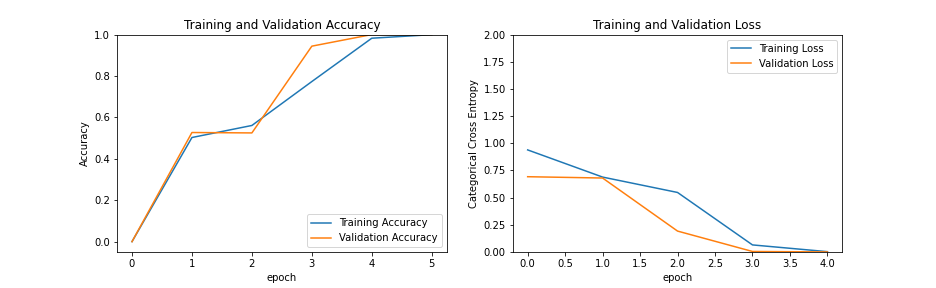 Training and Validation Accuracy
1.0
0.8
0.6
0.4
0.2
0.0
Accuracy
Training Accuracy
Validation Accuracy
0 1 2 3 4 5
epoch
Training and Validation Loss
2.00
1.75
1.50
1.25
1.00
0.75
0.50
0.25
0.00
Categorical Cross Entropy
Training Loss
Validation Loss
0.0 0.5 1.0 1.5 2.0 2.5 3.0 3.5 4.0
epoch